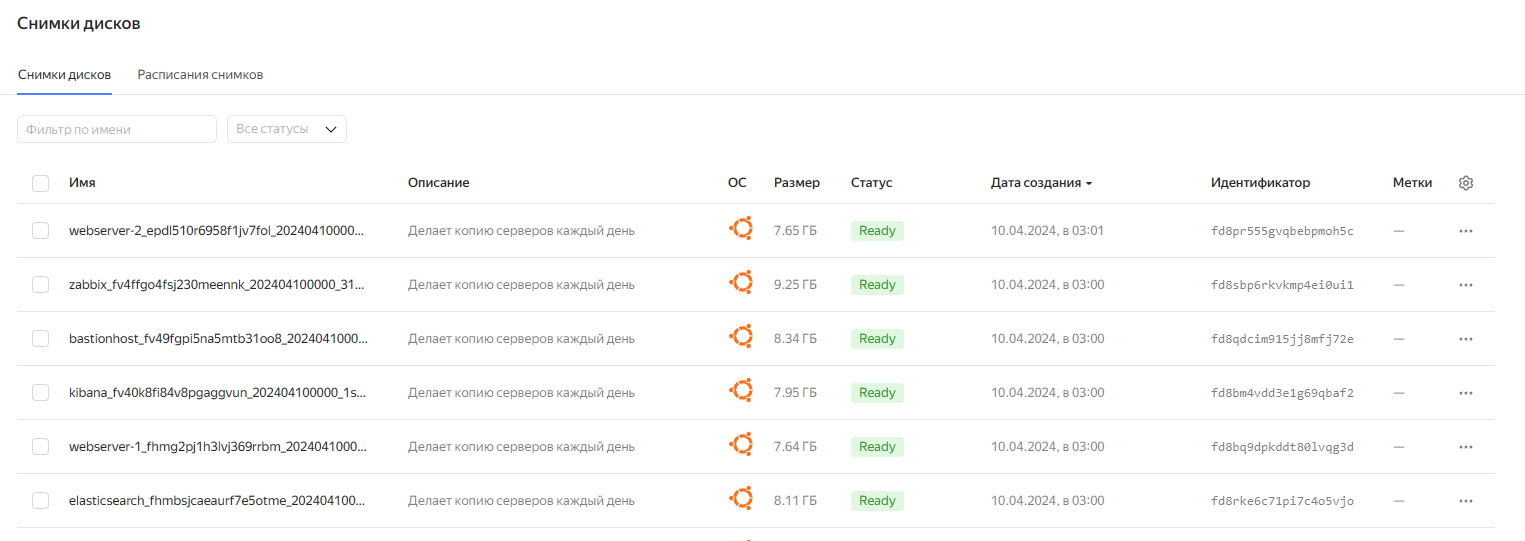 Снимки дисков
Снимки дисков Расписания снимков
Фильтр по имени Все статусы
Имя Описание ОС Размер Статус Дата создания Идентификатор Метки
webserver-2_epdl510r6958f1jv7fol_20240410000... Делает копию серверов каждый день 7.65 ГБ Ready 10.04.2024, в 03:01 fd8pr555gvqbebpmoh5c —
zabbix_fv4ffgo4fsj230meennk_202404100000_31... Делает копию серверов каждый день 9.25 ГБ Ready 10.04.2024, в 03:00 fd8sbp6rkvkmp4ei0ui1 —
bastionhost_fv49fgpi5na5mtb31oo8_2024041000... Делает копию серверов каждый день 8.34 ГБ Ready 10.04.2024, в 03:00 fd8qdcim915jj8mfj72e —
kibana_fv40k8fi84v8pgaggvun_202404100000_1s... Делает копию серверов каждый день 7.95 ГБ Ready 10.04.2024, в 03:00 fd8bm4vdd3e1g69qbaf2 —
webserver-1_fhmg2pj1h3lvj369rrbm_2024041000... Делает копию серверов каждый день 7.64 ГБ Ready 10.04.2024, в 03:00 fd8bq9dpkddt80lvqg3d —
elasticsearch_fhmbsjcaeaurf7e5otme_202404100... Делает копию серверов каждый день 8.11 ГБ Ready 10.04.2024, в 03:00 fd8rke6c71pi7c4o5vjo —